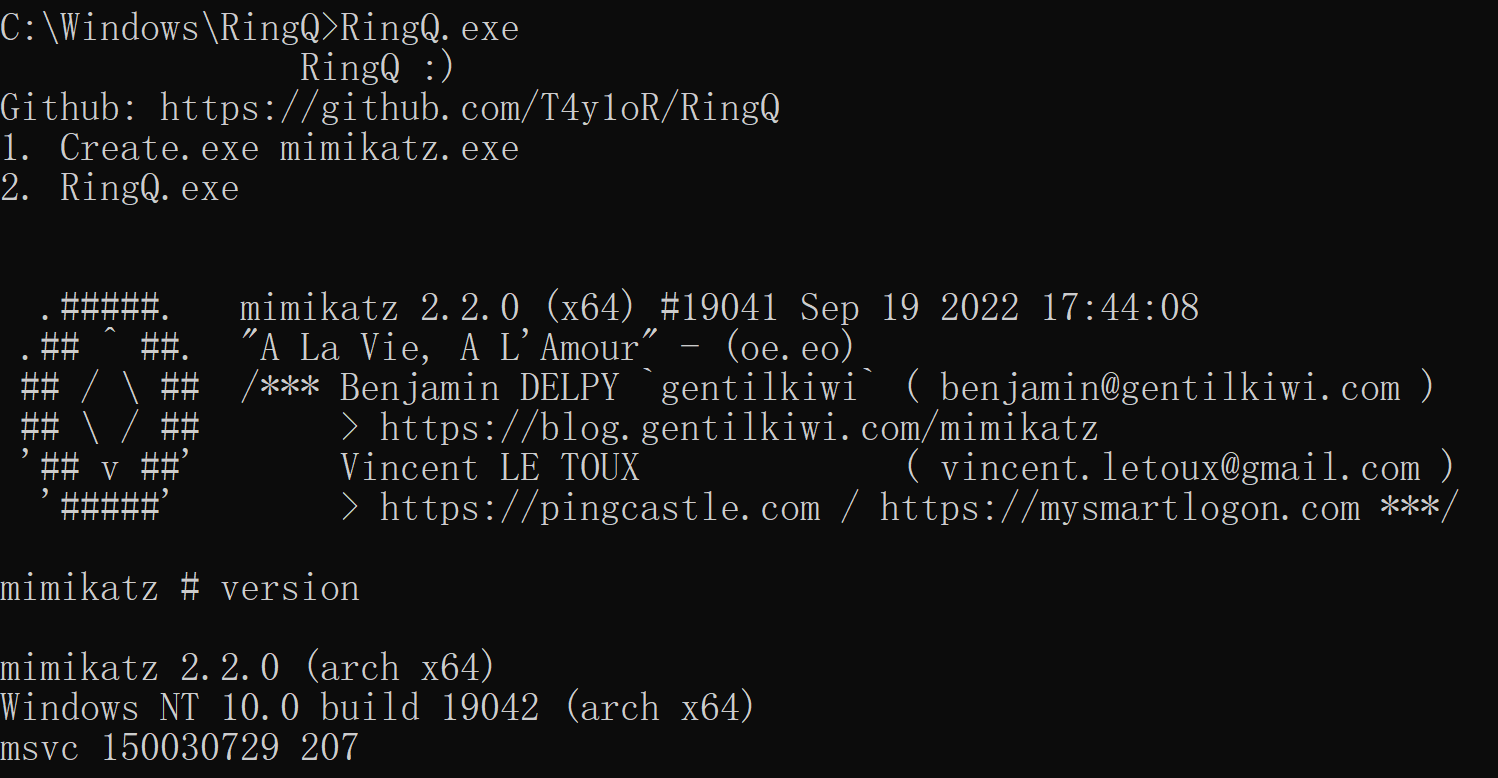 C:\Windows\RingQ>RingQ.exe
RingQ :)
Github: https://github.com/T4y1oR/RingQ
1. Create.exe mimikatz.exe
2. RingQ.exe
.#####.   mimikatz 2.2.0 (x64) #19041 Sep 19 2022 17:44:08
.## ^ ##.  "A La Vie, A L'Amour" - (oe.eo)
## / \ ##  /*** Benjamin DELPY `gentilkiwi` ( benjamin@gentilkiwi.com )
## \ / ##       > https://blog.gentilkiwi.com/mimikatz
'## v ##'       Vincent LE TOUX             ( vincent.letoux@gmail.com )
'#####'        > https://pingcastle.com / https://mysmartlogon.com ***/
mimikatz # version
mimikatz 2.2.0 (arch x64)
Windows NT 10.0 build 19042 (arch x64)
msvc 150030729 207